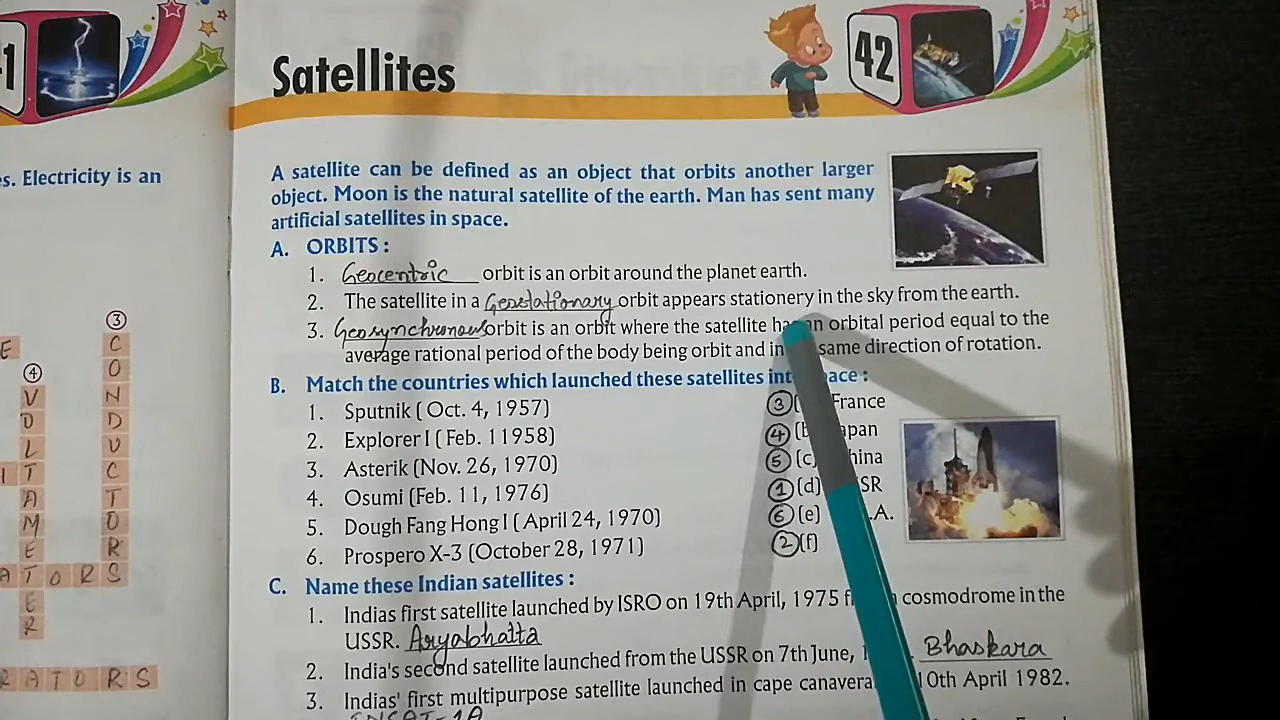 Satellites
42
s. Electricity is an
A satellite can be defined as an object that orbits another larger
object. Moon is the natural satellite of the earth. Man has sent many
artificial satellites in space.
A. ORBITS :
1. Geocentric orbit is an orbit around the planet earth.
2. The satellite in a Geostationary orbit appears stationery in the sky from the earth.
3. Geosynchronous orbit is an orbit where the satellite an orbital period equal to the
average rational period of the body being orbit and in same direction of rotation.
B. Match the countries which launched these satellites :
1. Sputnik ( Oct. 4, 1957)
③ France
2. Explorer I ( Feb. 11958)
④ (b)
3. Asterik (Nov. 26, 1970)
⑤ (c)
4. Osumi (Feb. 11, 1976)
① (d)
5. Dough Fang Hong I ( April 24, 1970)
⑥ (e) .A.
6. Prospero X-3 (October 28, 1971)
② (f)
C. Name these Indian satellites :
1. Indias first satellite launched by ISRO on 19th April, 1975 cosmodrome in the
USSR. Aryabhatta
2. India's second satellite launched from the USSR on 7th June, Bhaskara
3. Indias' first multipurpose satellite launched in cape 10th April 1982.
③
CONDUCTORS
④
VOLTAMETER
ATORS
RATORS